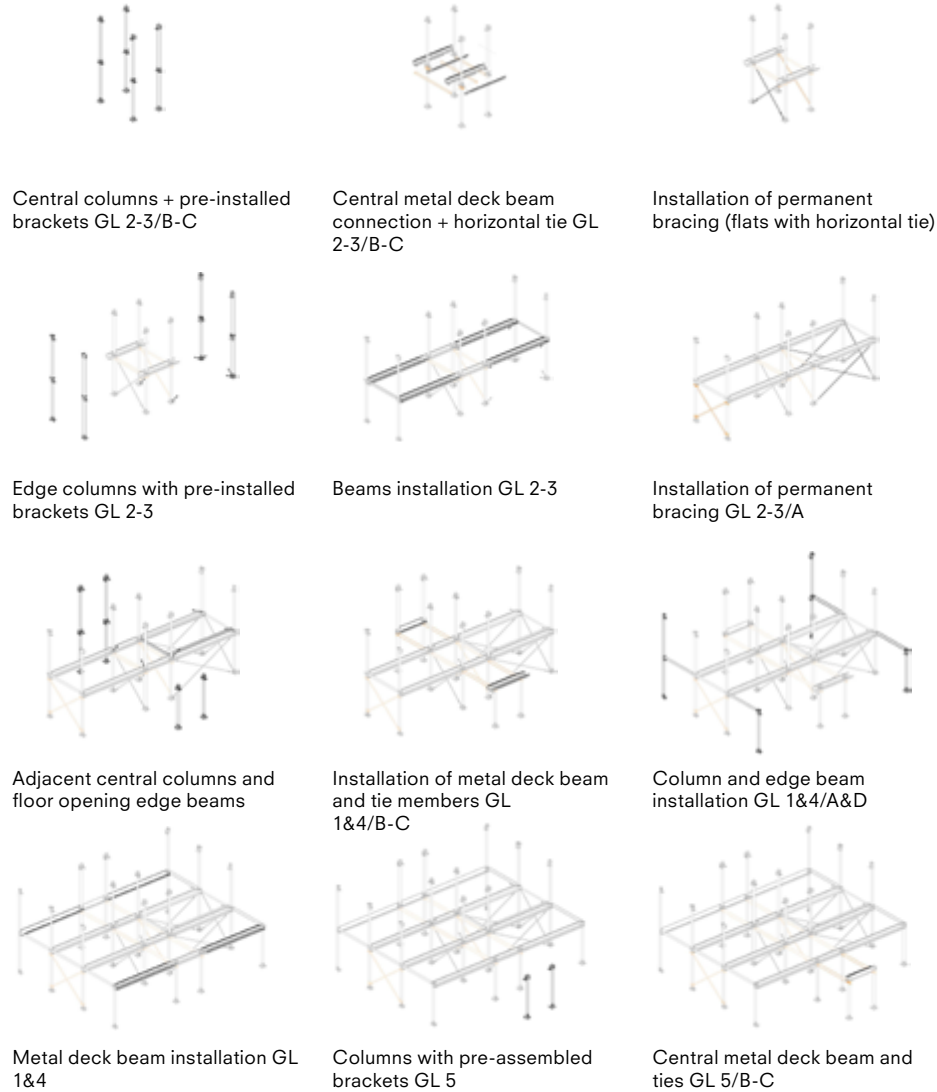 Central columns + pre-installed
brackets GL 2-3/B-C
Central metal deck beam
connection + horizontal tie GL
2-3/B-C
Installation of permanent
bracing (flats with horizontal tie)
Edge columns with pre-installed
brackets GL 2-3
Beams installation GL 2-3
Installation of permanent
bracing GL 2-3/A
Adjacent central columns and
floor opening edge beams
Installation of metal deck beam
and tie members GL
1&4/B-C
Column and edge beam
installation GL 1&4/A&D
Metal deck beam installation GL
1&4
Columns with pre-assembled
brackets GL 5
Central metal deck beam and
ties GL 5/B-C